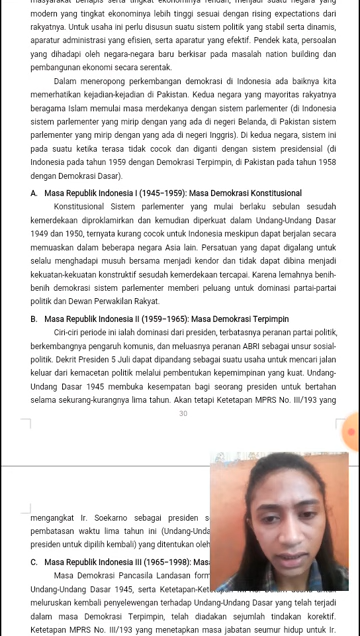 masyarakat berlapis serta tingkat ekonominya rendah, menjadi suatu negara yang
modern yang tingkat ekonominya lebih tinggi sesuai dengan rising expectations dari
rakyatnya. Untuk usaha ini perlu disusun suatu sistem politik yang stabil serta dinamis,
aparatur administrasi yang efisien, serta aparatur yang efektif. Pendek kata, persoalan
yang dihadapi oleh negara-negara baru berkisar pada masalah nation building dan
pembangunan ekonomi secara serentak.
Dalam meneropong perkembangan demokrasi di Indonesia ada baiknya kita
memerhatikan kejadian-kejadian di Pakistan. Kedua negara yang mayoritas rakyatnya
beragama Islam memulai masa merdekanya dengan sistem parlementer (di Indonesia
sistem parlementer yang mirip dengan yang ada di negeri Belanda, di Pakistan sistem
parlementer yang mirip dengan yang ada di negeri Inggris). Di kedua negara, sistem ini
pada suatu ketika terasa tidak cocok dan diganti dengan sistem presidensial (di
Indonesia pada tahun 1959 dengan Demokrasi Terpimpin, di Pakistan pada tahun 1958
dengan Demokrasi Dasar).
A. Masa Republik Indonesia I (1945–1959): Masa Demokrasi Konstitusional
Konstitusional Sistem parlementer yang mulai berlaku sebulan sesudah
kemerdekaan diproklamirkan dan kemudian diperkuat dalam Undang-Undang Dasar
1949 dan 1950, ternyata kurang cocok untuk Indonesia meskipun dapat berjalan secara
memuaskan dalam beberapa negara Asia lain. Persatuan yang dapat digalang untuk
selalu menghadapi musuh bersama menjadi kendor dan tidak dapat dibina menjadi
kekuatan-kekuatan konstruktif sesudah kemerdekaan tercapai. Karena lemahnya benih-
benih demokrasi sistem parlementer memberi peluang untuk dominasi partai-partai
politik dan Dewan Perwakilan Rakyat.
B. Masa Republik Indonesia II (1959–1965): Masa Demokrasi Terpimpin
Ciri-ciri periode ini ialah dominasi dari presiden, terbatasnya peranan partai politik,
berkembangnya pengaruh komunis, dan meluasnya peranan ABRI sebagai unsur sosial-
politik. Dekrit Presiden 5 Juli dapat dipandang sebagai suatu usaha untuk mencari jalan
keluar dari kemacetan politik melalui pembentukan kepemimpinan yang kuat. Undang-
Undang Dasar 1945 membuka kesempatan bagi seorang presiden untuk bertahan
selama sekurang-kurangnya lima tahun. Akan tetapi Ketetapan MPRS No. III/193 yang
30
mengangkat Ir. Soekarno sebagai presiden
pembatasan waktu lima tahun ini (Undang-Unda
presiden untuk dipilih kembali) yang ditentukan oleh
C. Masa Republik Indonesia III (1965–1998): Mas
Masa Demokrasi Pancasila Landasan form
Undang-Undang Dasar 1945, serta Ketetapan-Ketet
meluruskan kembali penyelewengan terhadap Undang-Undang Dasar yang telah terjadi
dalam masa Demokrasi Terpimpin, telah diadakan sejumlah tindakan korektif.
Ketetapan MPRS No. III/193 yang menetapkan masa jabatan seumur hidup untuk Ir.